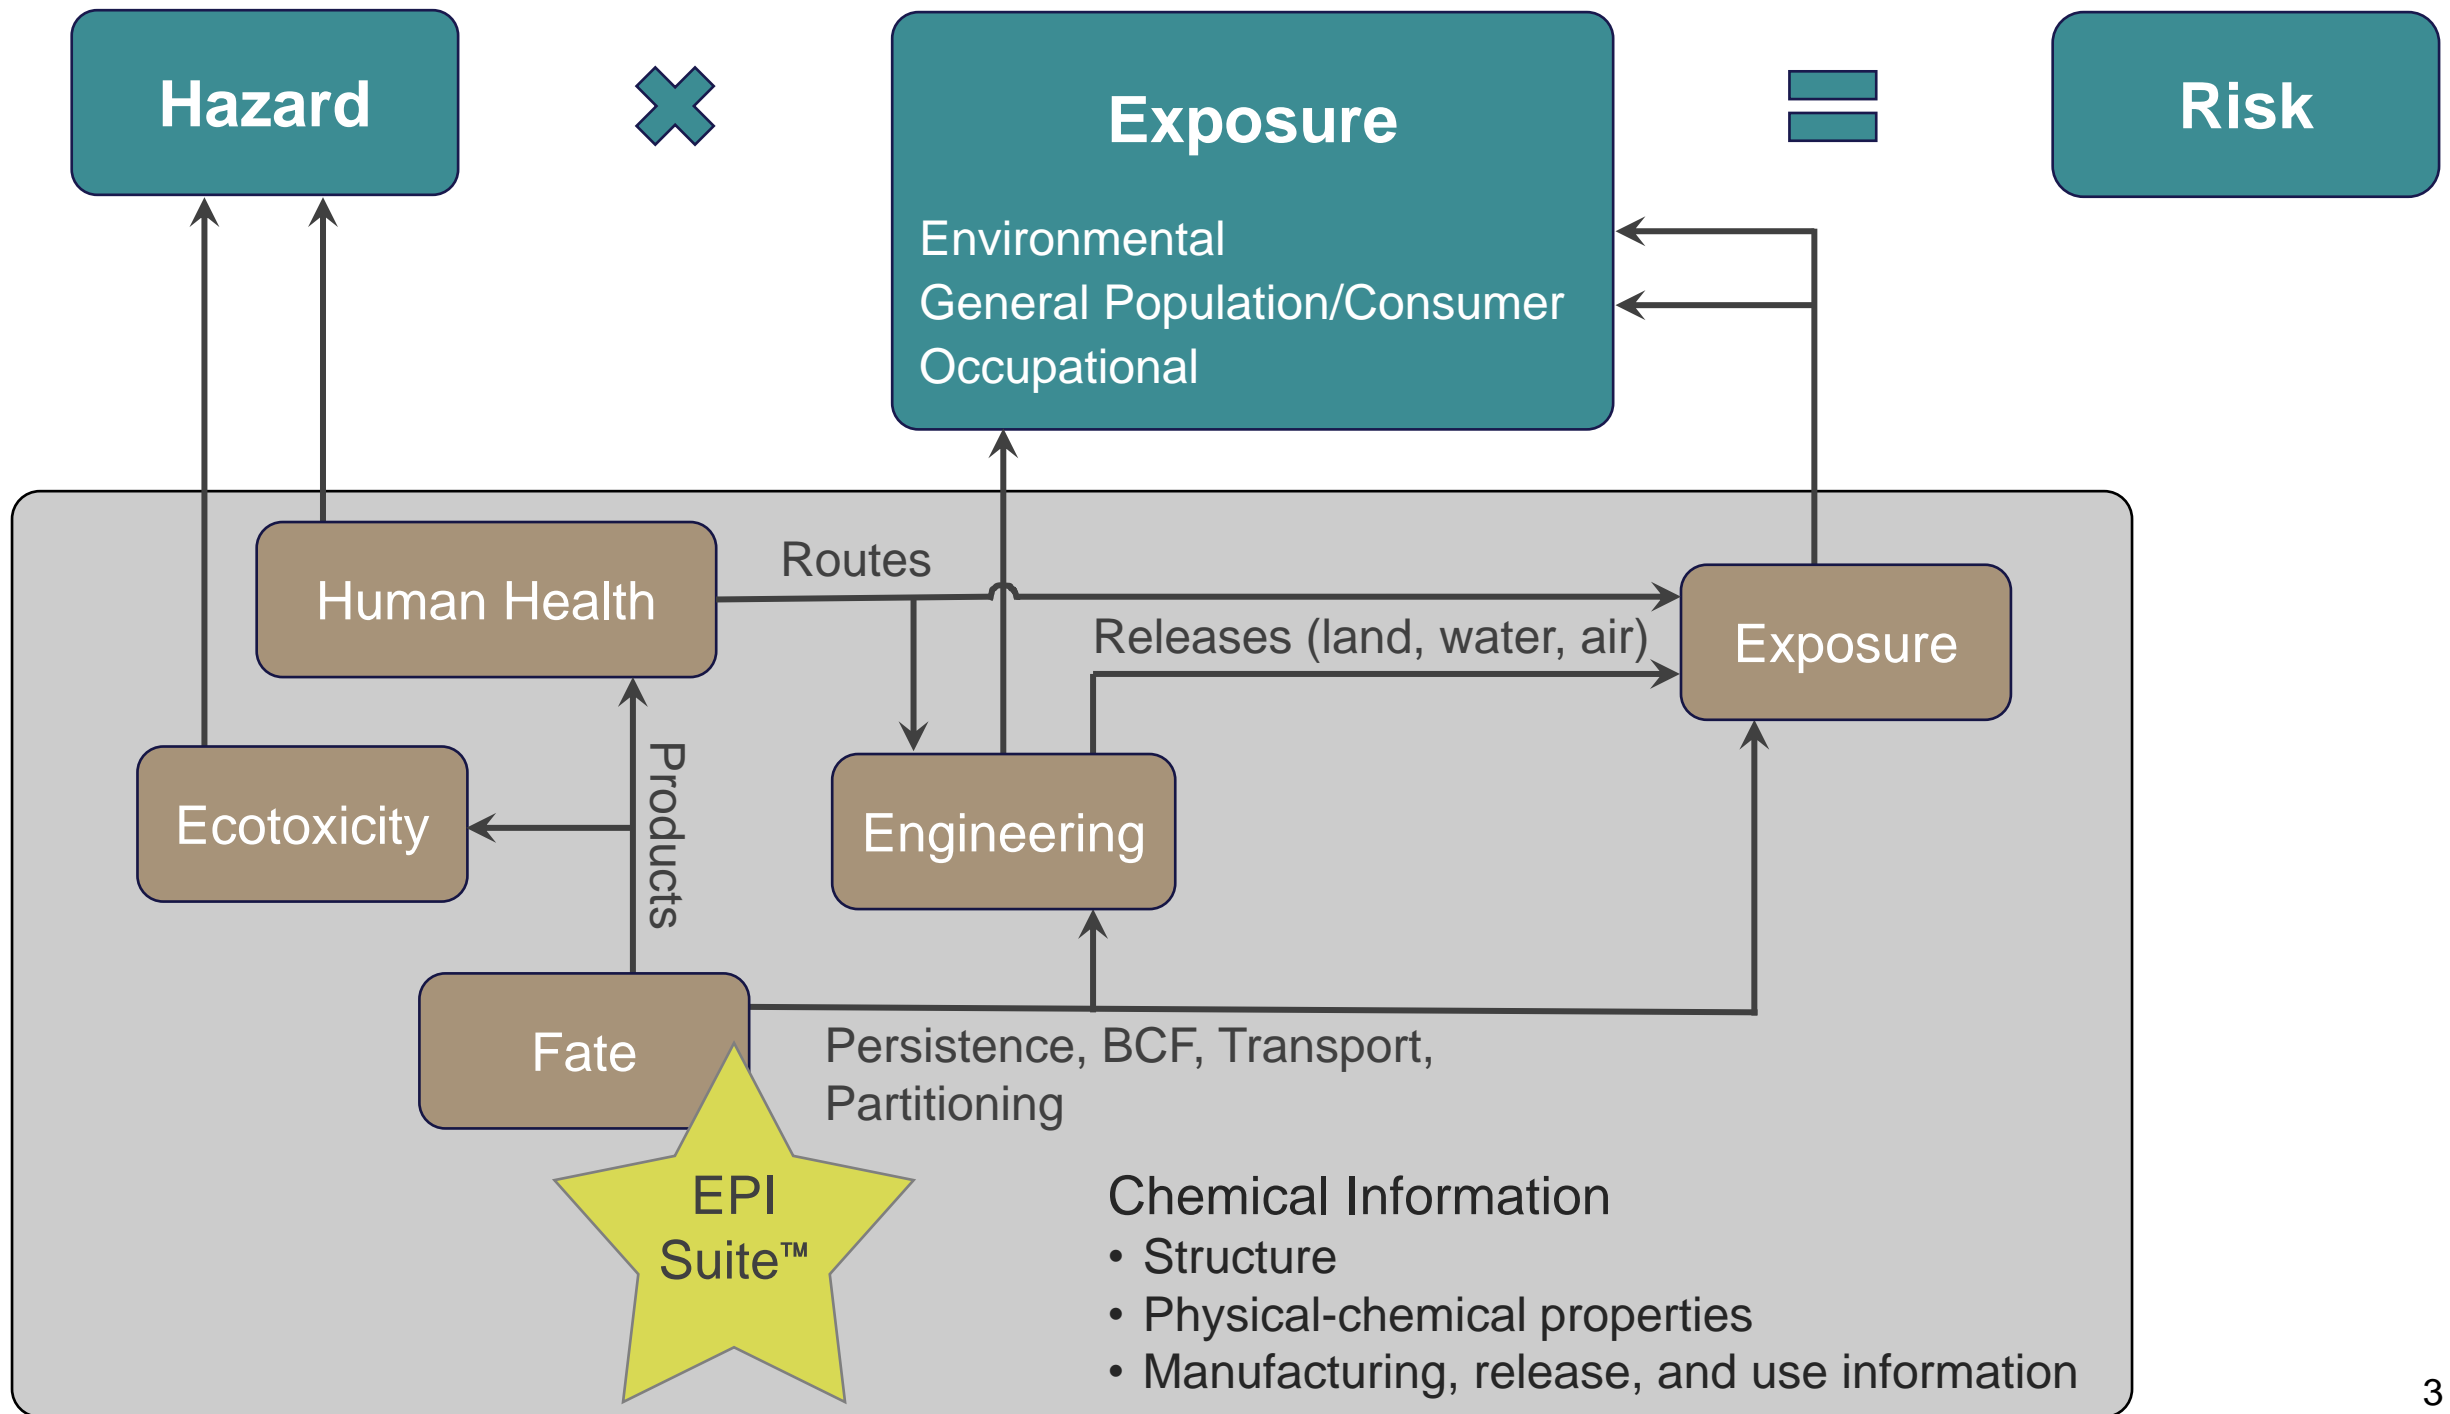 Hazard
Exposure
Risk
Environmental
General Population/Consumer
Occupational
Human Health
Routes
Releases (land, water, air)
Exposure
Ecotoxicity
Products
Engineering
Fate
Persistence, BCF, Transport,
Partitioning
EPI
Suite™
Chemical Information
• Structure
• Physical-chemical properties
• Manufacturing, release, and use information
3